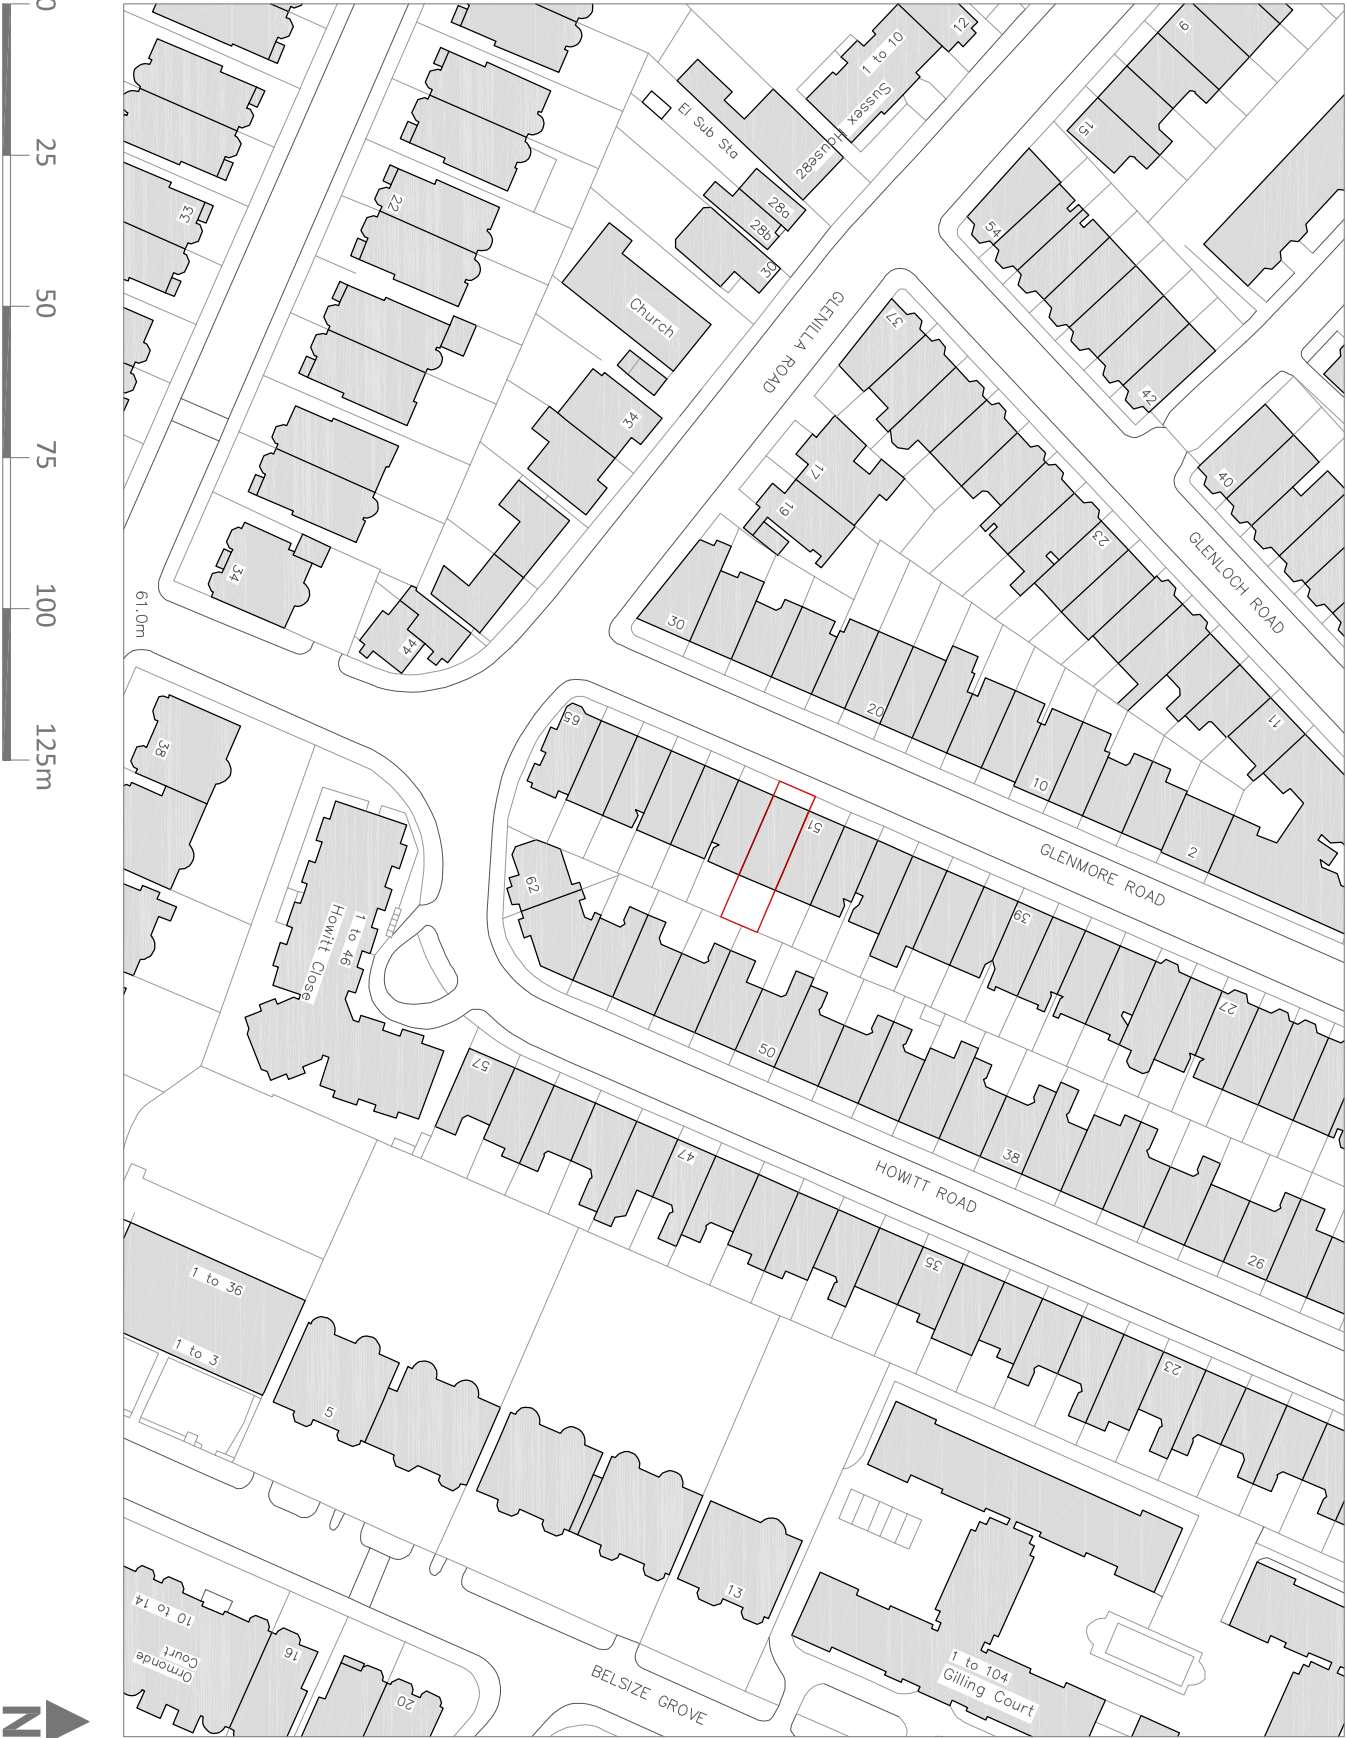 0
25
50
75
100
125m
N
12
1 to 10
Sussex
House
282
6
15
El Sub Sta
28a
28b
30
33
22
54
Church
GLENILLA ROAD
37
42
34
17
19
40
23
GLENLOCH ROAD
34
61.0m
44
30
20
11
65
38
10
51
2
GLENMORE ROAD
62
39
1 to 46
Howitt Close
27
50
57
47
38
HOWITT ROAD
26
35
1 to 36
1 to 3
23
5
13
10 to 14
Ormonde
Court
16
20
BELSIZE GROVE
1 to 104
Gilling Court